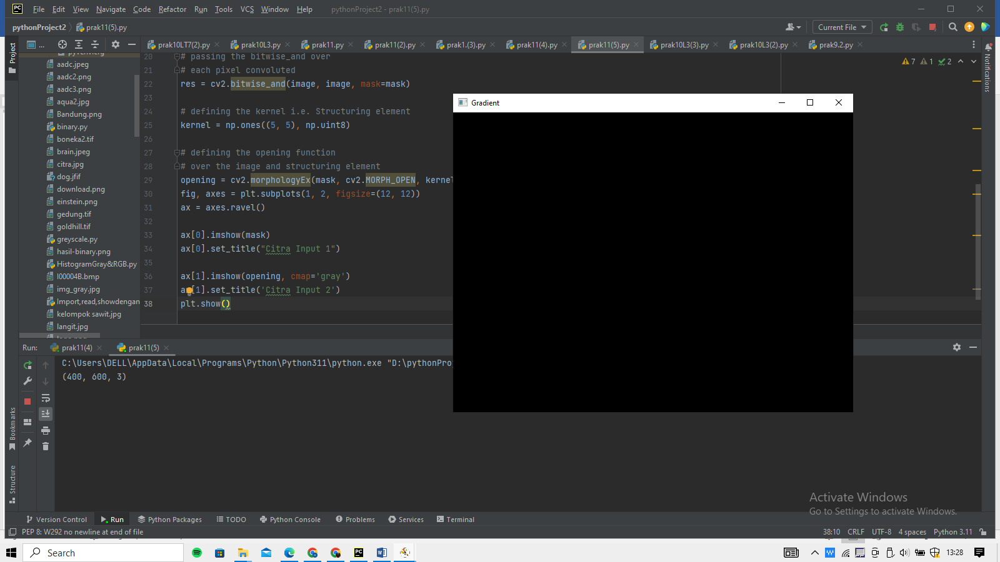 File Edit View Navigate Code Refactor Run Tools VCS Window Help pythonProject2 - prak11(5).py
pythonProject2 prak11(5).py Current File
Project ... prak10LT7(2).py prak10L3.py prak11.py prak11(2).py prak1.(3).py prak11(4).py prak11(5).py prak10L3(3).py prak10L3(2).py prak9.2.py
Notifications
7 1 2
aadc.jpeg
aadc2.png
aadc3.png
aqua2.jpg
Bandung.png
binary.py
boneka2.tif
brain.jpeg
citra.jpg
dog.jfif
download.png
einstein.png
gedung.tif
goldhill.tif
greyscale.py
hasil-binary.png
HistogramGray&RGB.py
I00004B.bmp
img_gray.jpg
Import,read,showdengan
kelompok sawit.jpg
langit.jpg
20 # passing the bitwise_and over
21 # each pixel convoluted
22 res = cv2.bitwise_and(image, image, mask=mask)
23
24 # defining the kernel i.e. Structuring element
25 kernel = np.ones((5, 5), np.uint8)
26
27 # defining the opening function
28 # over the image and structuring element
29 opening = cv2.morphologyEx(mask, cv2.MORPH_OPEN, kernel
30 fig, axes = plt.subplots(1, 2, figsize=(12, 12))
31 ax = axes.ravel()
32
33 ax[0].imshow(mask)
34 ax[0].set_title("Citra Input 1")
35
36 ax[1].imshow(opening, cmap='gray')
37 a [1].set_title('Citra Input 2')
38 plt.show()
Gradient
Run: prak11(4) prak11(5)
C:\Users\DELL\AppData\Local\Programs\Python\Python311\python.exe "D:\pythonPro
(400, 600, 3)
Bookmarks
Structure
Activate Windows
Go to Settings to activate Windows.
Version Control Run Python Packages TODO Python Console Problems Services Terminal
PEP 8: W292 no newline at end of file 38:10 CRLF UTF-8 4 spaces Python 3.11
Search 13:28